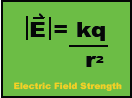 |E⃗| = kq
r²
Electric Field Strength